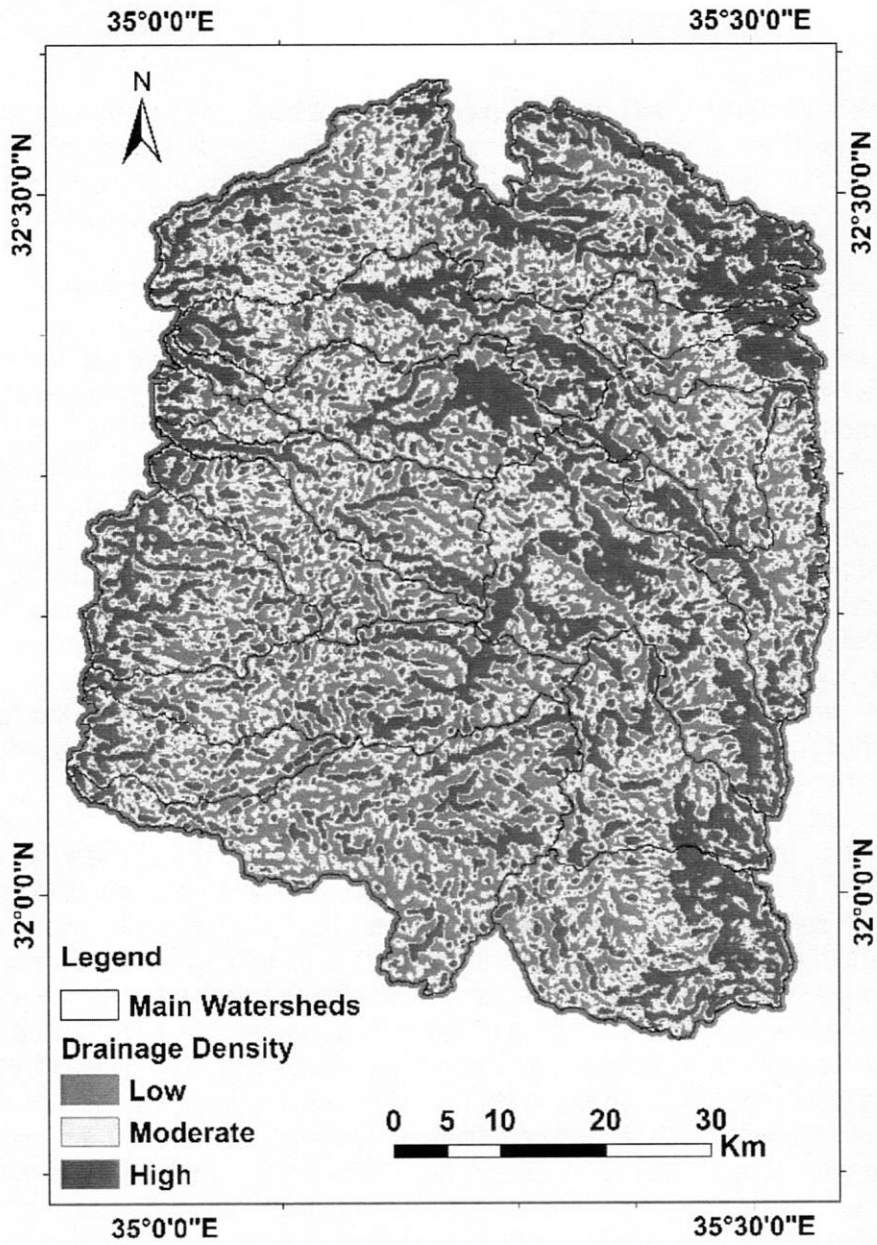 35°0'0"E 35°30'0"E
N
32°30'0"N 32°30'0"N
32°0'0"N 32°0'0"N
Legend
Main Watersheds
Drainage Density
Low
Moderate
High
0 5 10 20 30
Km
35°0'0"E 35°30'0"E